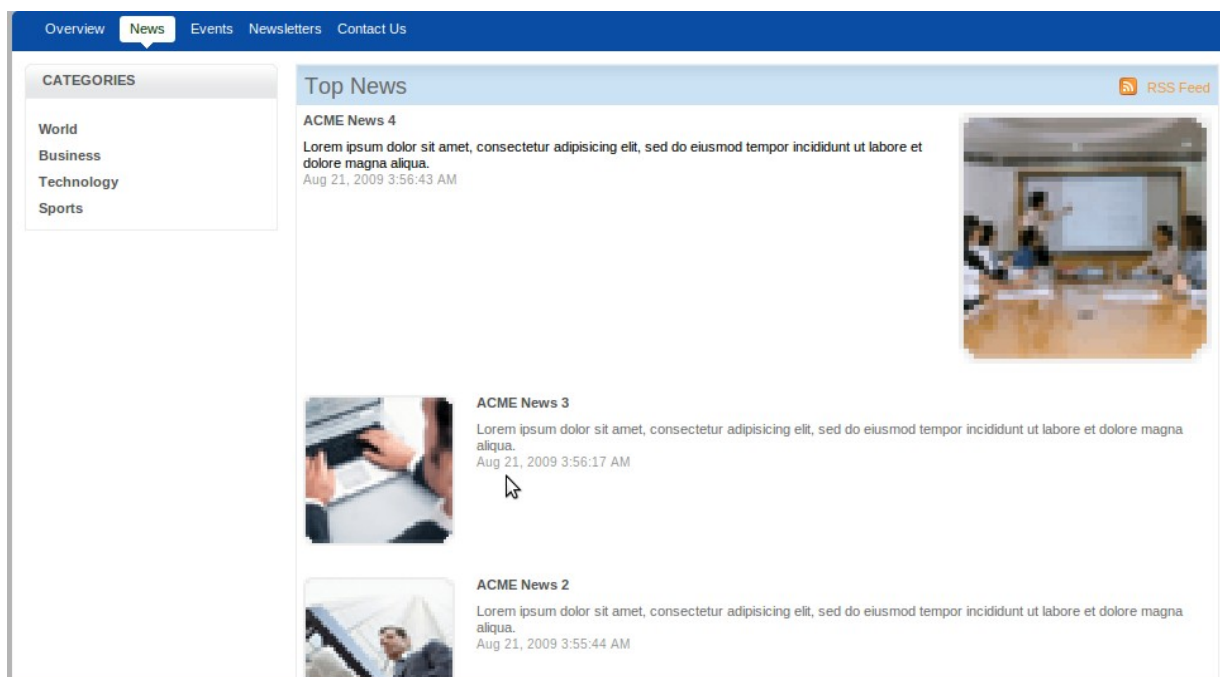 Overview News Events Newsletters Contact Us
CATEGORIES
World
Business
Technology
Sports
Top News
RSS Feed
ACME News 4
Lorem ipsum dolor sit amet, consectetur adipisicing elit, sed do eiusmod tempor incididunt ut labore et
dolore magna aliqua.
Aug 21, 2009 3:56:43 AM
ACME News 3
Lorem ipsum dolor sit amet, consectetur adipisicing elit, sed do eiusmod tempor incididunt ut labore et dolore magna
aliqua.
Aug 21, 2009 3:56:17 AM
ACME News 2
Lorem ipsum dolor sit amet, consectetur adipisicing elit, sed do eiusmod tempor incididunt ut labore et dolore magna
aliqua.
Aug 21, 2009 3:55:44 AM